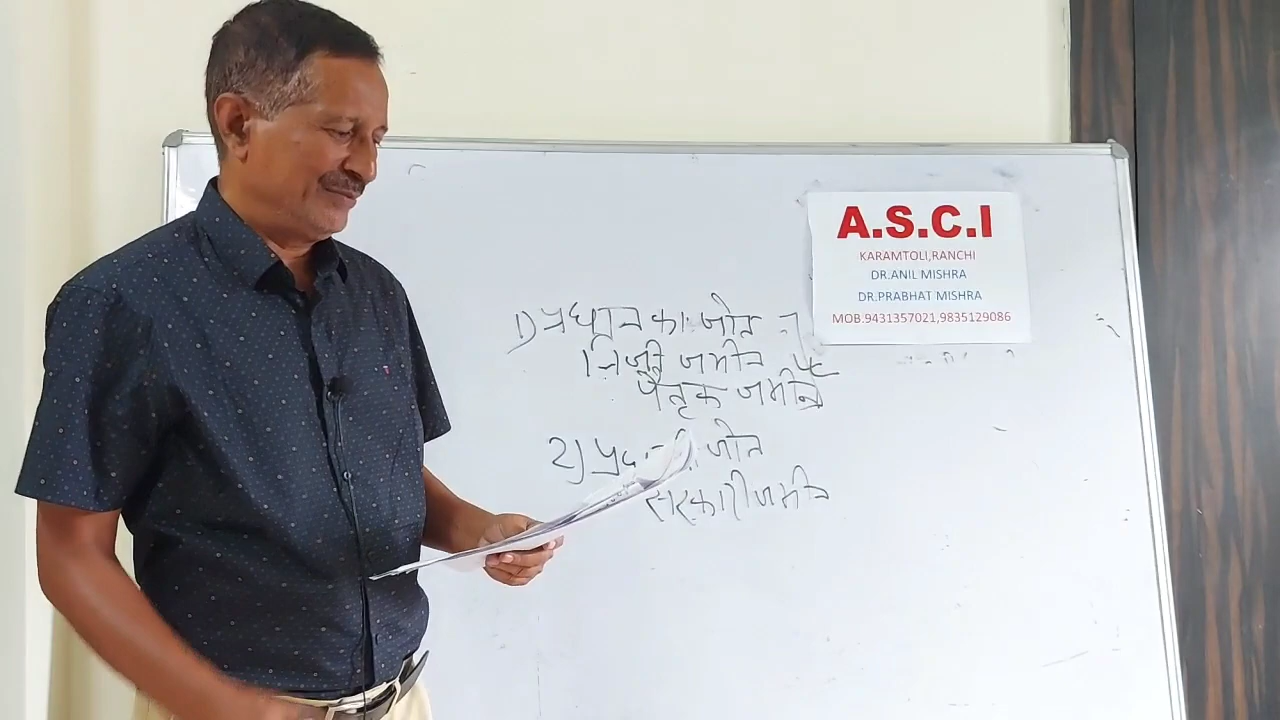 1) प्रधान का जोत
निजी जमीन
पैतृक जमीन
2) जोत
सरकारी जमीन
A.S.C.I
KARAMTOLI,RANCHI
DR.ANIL MISHRA
DR.PRABHAT MISHRA
MOB.9431357021,9835129086